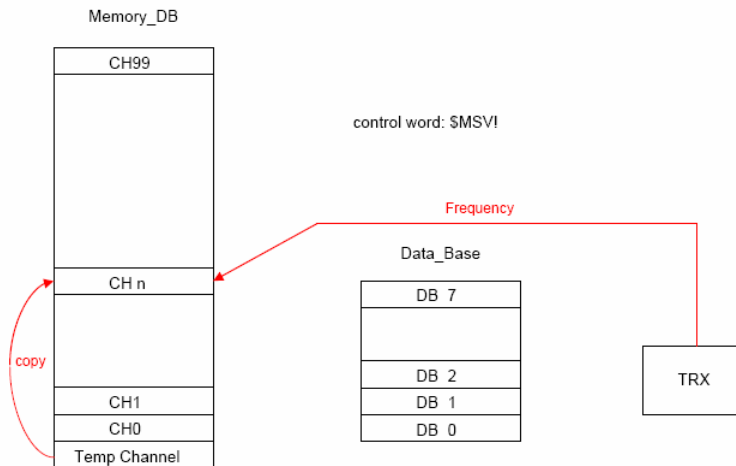 Memory_DB
CH99
control word: $MSV!
Frequency
Data_Base
CH n
DB 7
copy
DB 2
TRX
CH1
DB 1
CH0
DB 0
Temp Channel